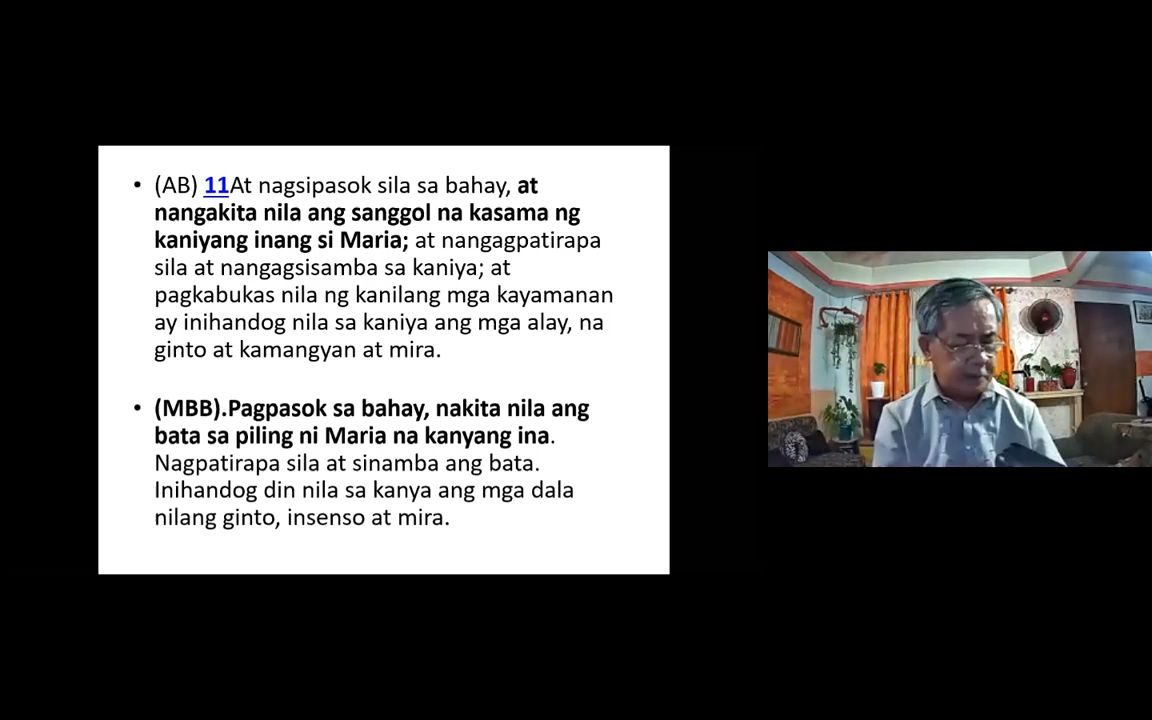 • (AB) 11At nagsipasok sila sa bahay, at
nangakita nila ang sanggol na kasama ng
kaniyang inang si Maria; at nangagpatirapa
sila at nangagsisamba sa kaniya; at
pagkabukas nila ng kanilang mga kayamanan
ay inihandog nila sa kaniya ang mga alay, na
ginto at kamangyan at mira.
• (MBB).Pagpasok sa bahay, nakita nila ang
bata sa piling ni Maria na kanyang ina.
Nagpatirapa sila at sinamba ang bata.
Inihandog din nila sa kanya ang mga dala
nilang ginto, insenso at mira.